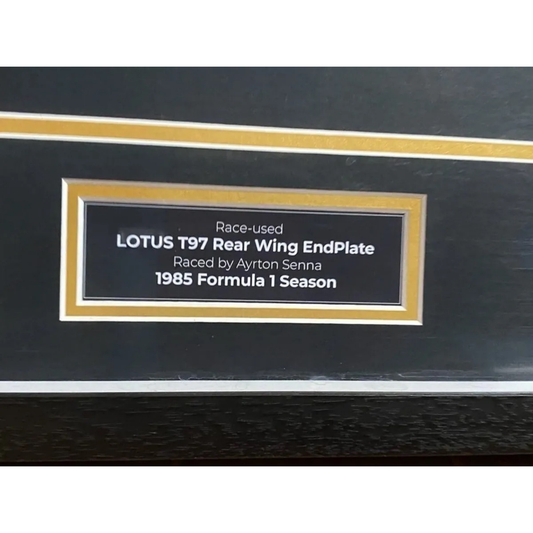 Race-used
LOTUS T97 Rear Wing EndPlate
Raced by Ayrton Senna
1985 Formula 1 Season